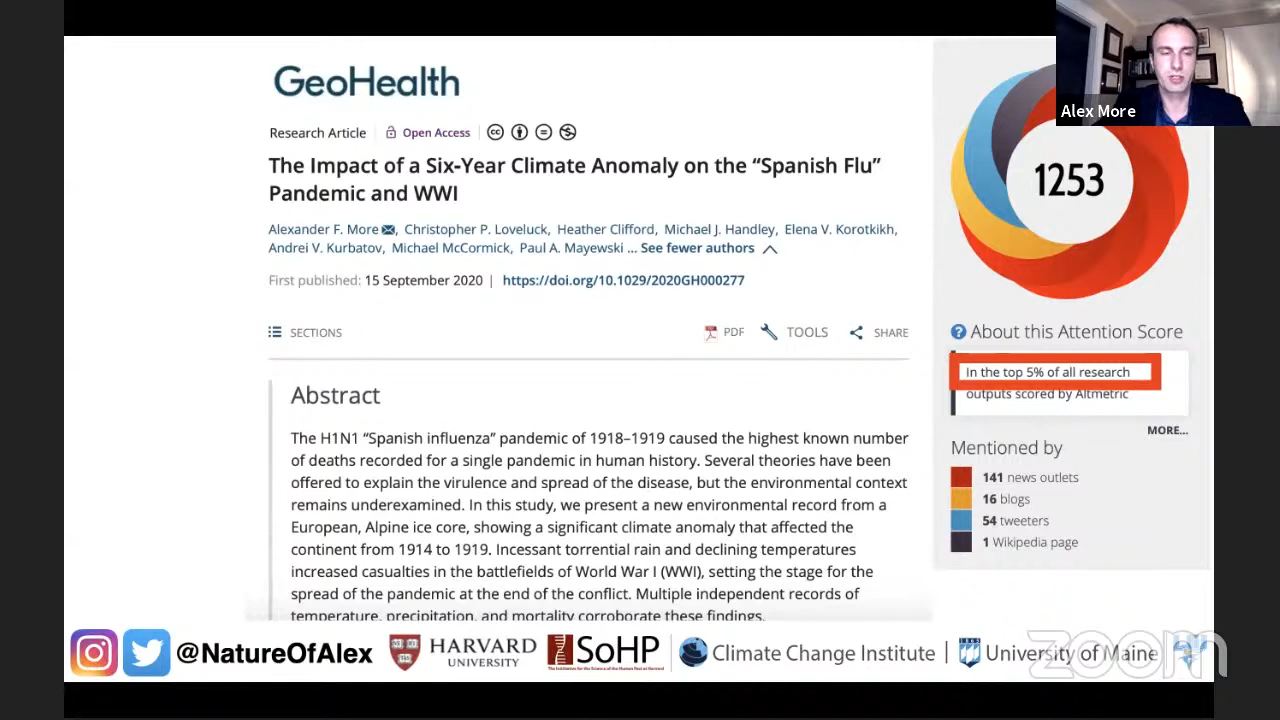 GeoHealth
Research Article
Open Access
The Impact of a Six-Year Climate Anomaly on the “Spanish Flu”
Pandemic and WWI
Alexander F. More, Christopher P. Loveluck, Heather Clifford, Michael J. Handley, Elena V. Korotkikh,
Andrei V. Kurbatov, Michael McCormick, Paul A. Mayewski ... See fewer authors
First published: 15 September 2020 | https://doi.org/10.1029/2020GH000277
SECTIONS
PDF
TOOLS
SHARE
Abstract
The H1N1 “Spanish influenza” pandemic of 1918–1919 caused the highest known number
of deaths recorded for a single pandemic in human history. Several theories have been
offered to explain the virulence and spread of the disease, but the environmental context
remains underexamined. In this study, we present a new environmental record from a
European, Alpine ice core, showing a significant climate anomaly that affected the
continent from 1914 to 1919. Incessant torrential rain and declining temperatures
increased casualties in the battlefields of World War I (WWI), setting the stage for the
spread of the pandemic at the end of the conflict. Multiple independent records of
temperature, precipitation, and mortality corroborate these findings.
Alex More
1253
About this Attention Score
In the top 5% of all research
outputs scored by Altmetric
MORE...
Mentioned by
141 news outlets
16 blogs
54 tweeters
1 Wikipedia page
@NatureOfAlex
HARVARD
UNIVERSITY
SoHP
Climate Change Institute |
University of Maine
zoom